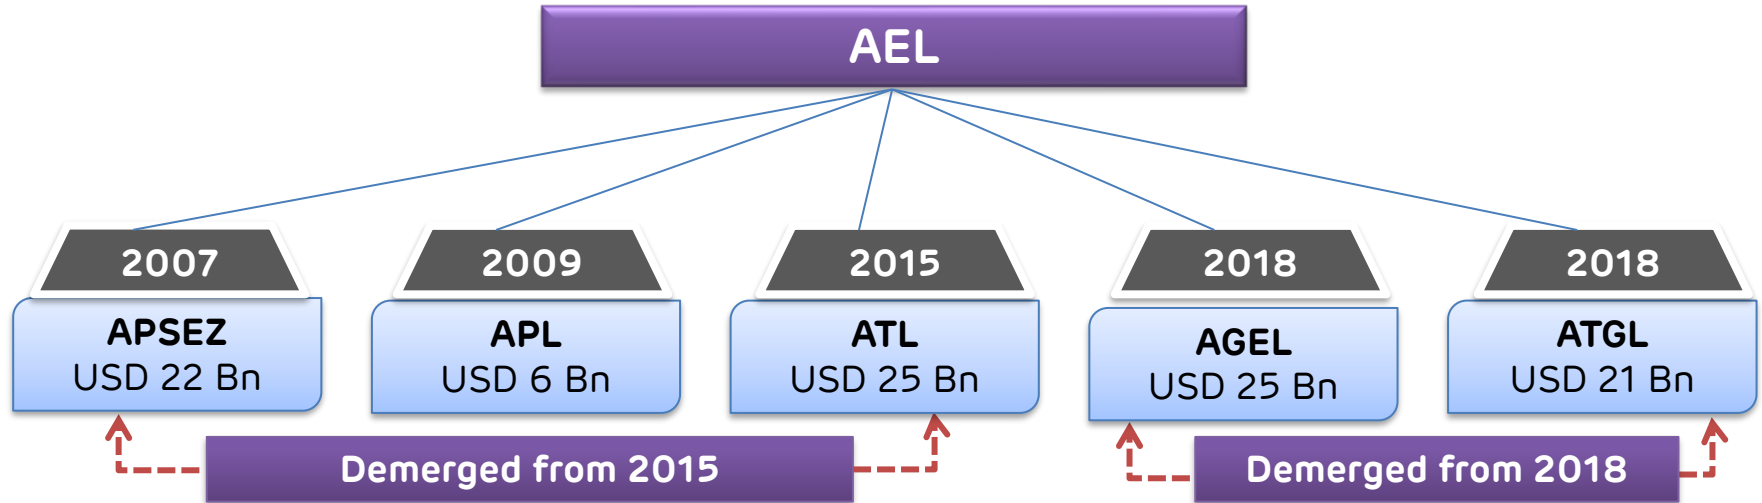 AEL
2007
2009
2015
2018
2018
APSEZ
USD 22 Bn
APL
USD 6 Bn
ATL
USD 25 Bn
AGEL
USD 25 Bn
ATGL
USD 21 Bn
Demerged from 2015
Demerged from 2018